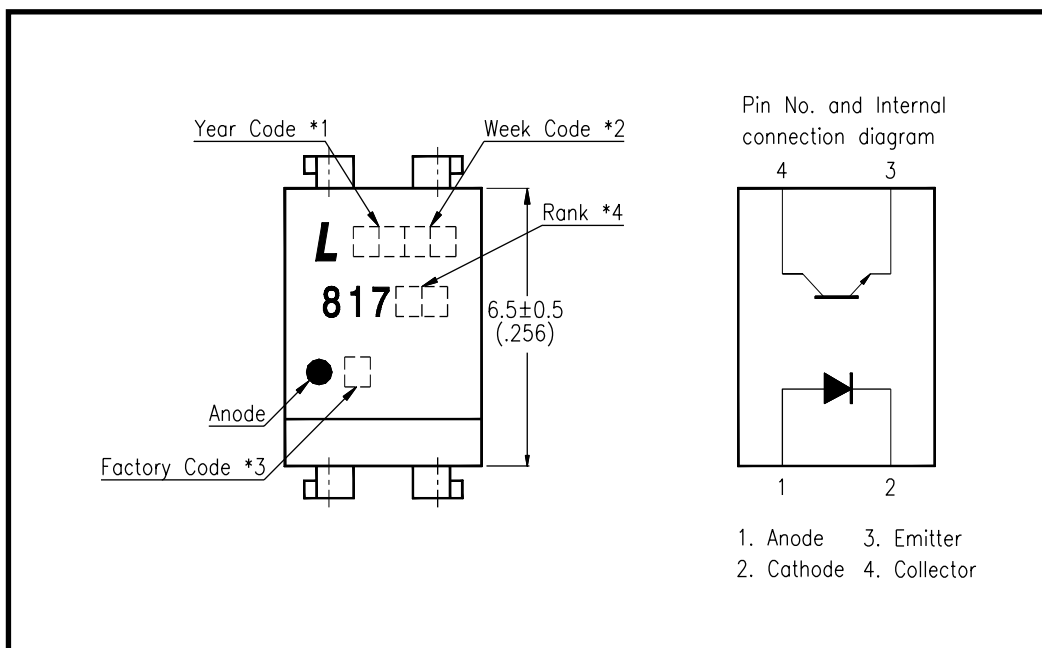 Year Code *1
Week Code *2
Rank *4
L
817
6.5±0.5
(.256)
Anode
Factory Code *3
Pin No. and Internal
connection diagram
4 3
1 2
1. Anode 3. Emitter
2. Cathode 4. Collector